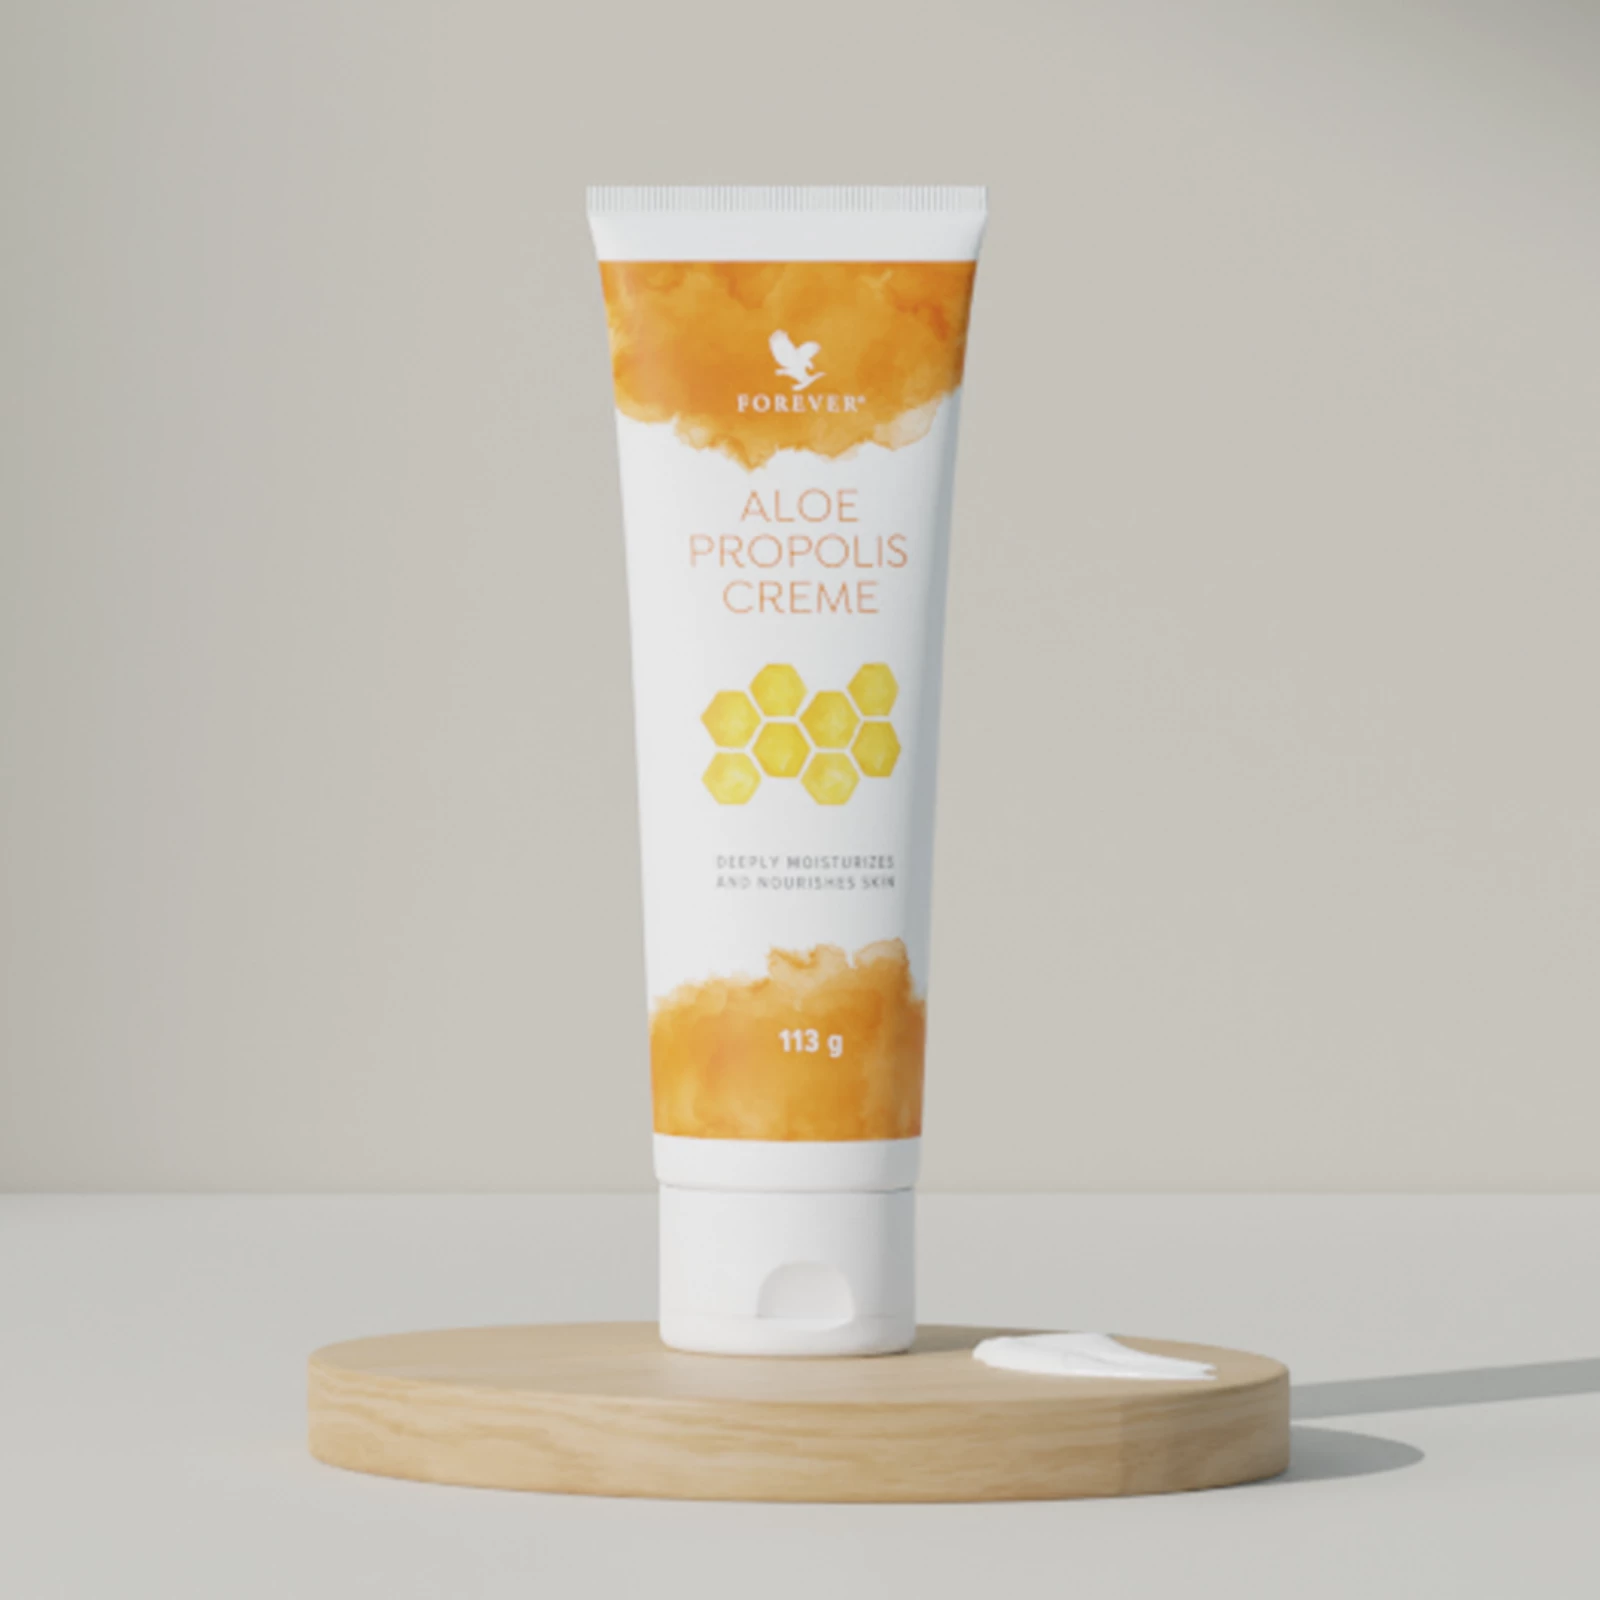 FOREVER®
ALOE
PROPOLIS
CREME
DEEPLY MOISTURIZES
AND NOURISHES SKIN
113 g